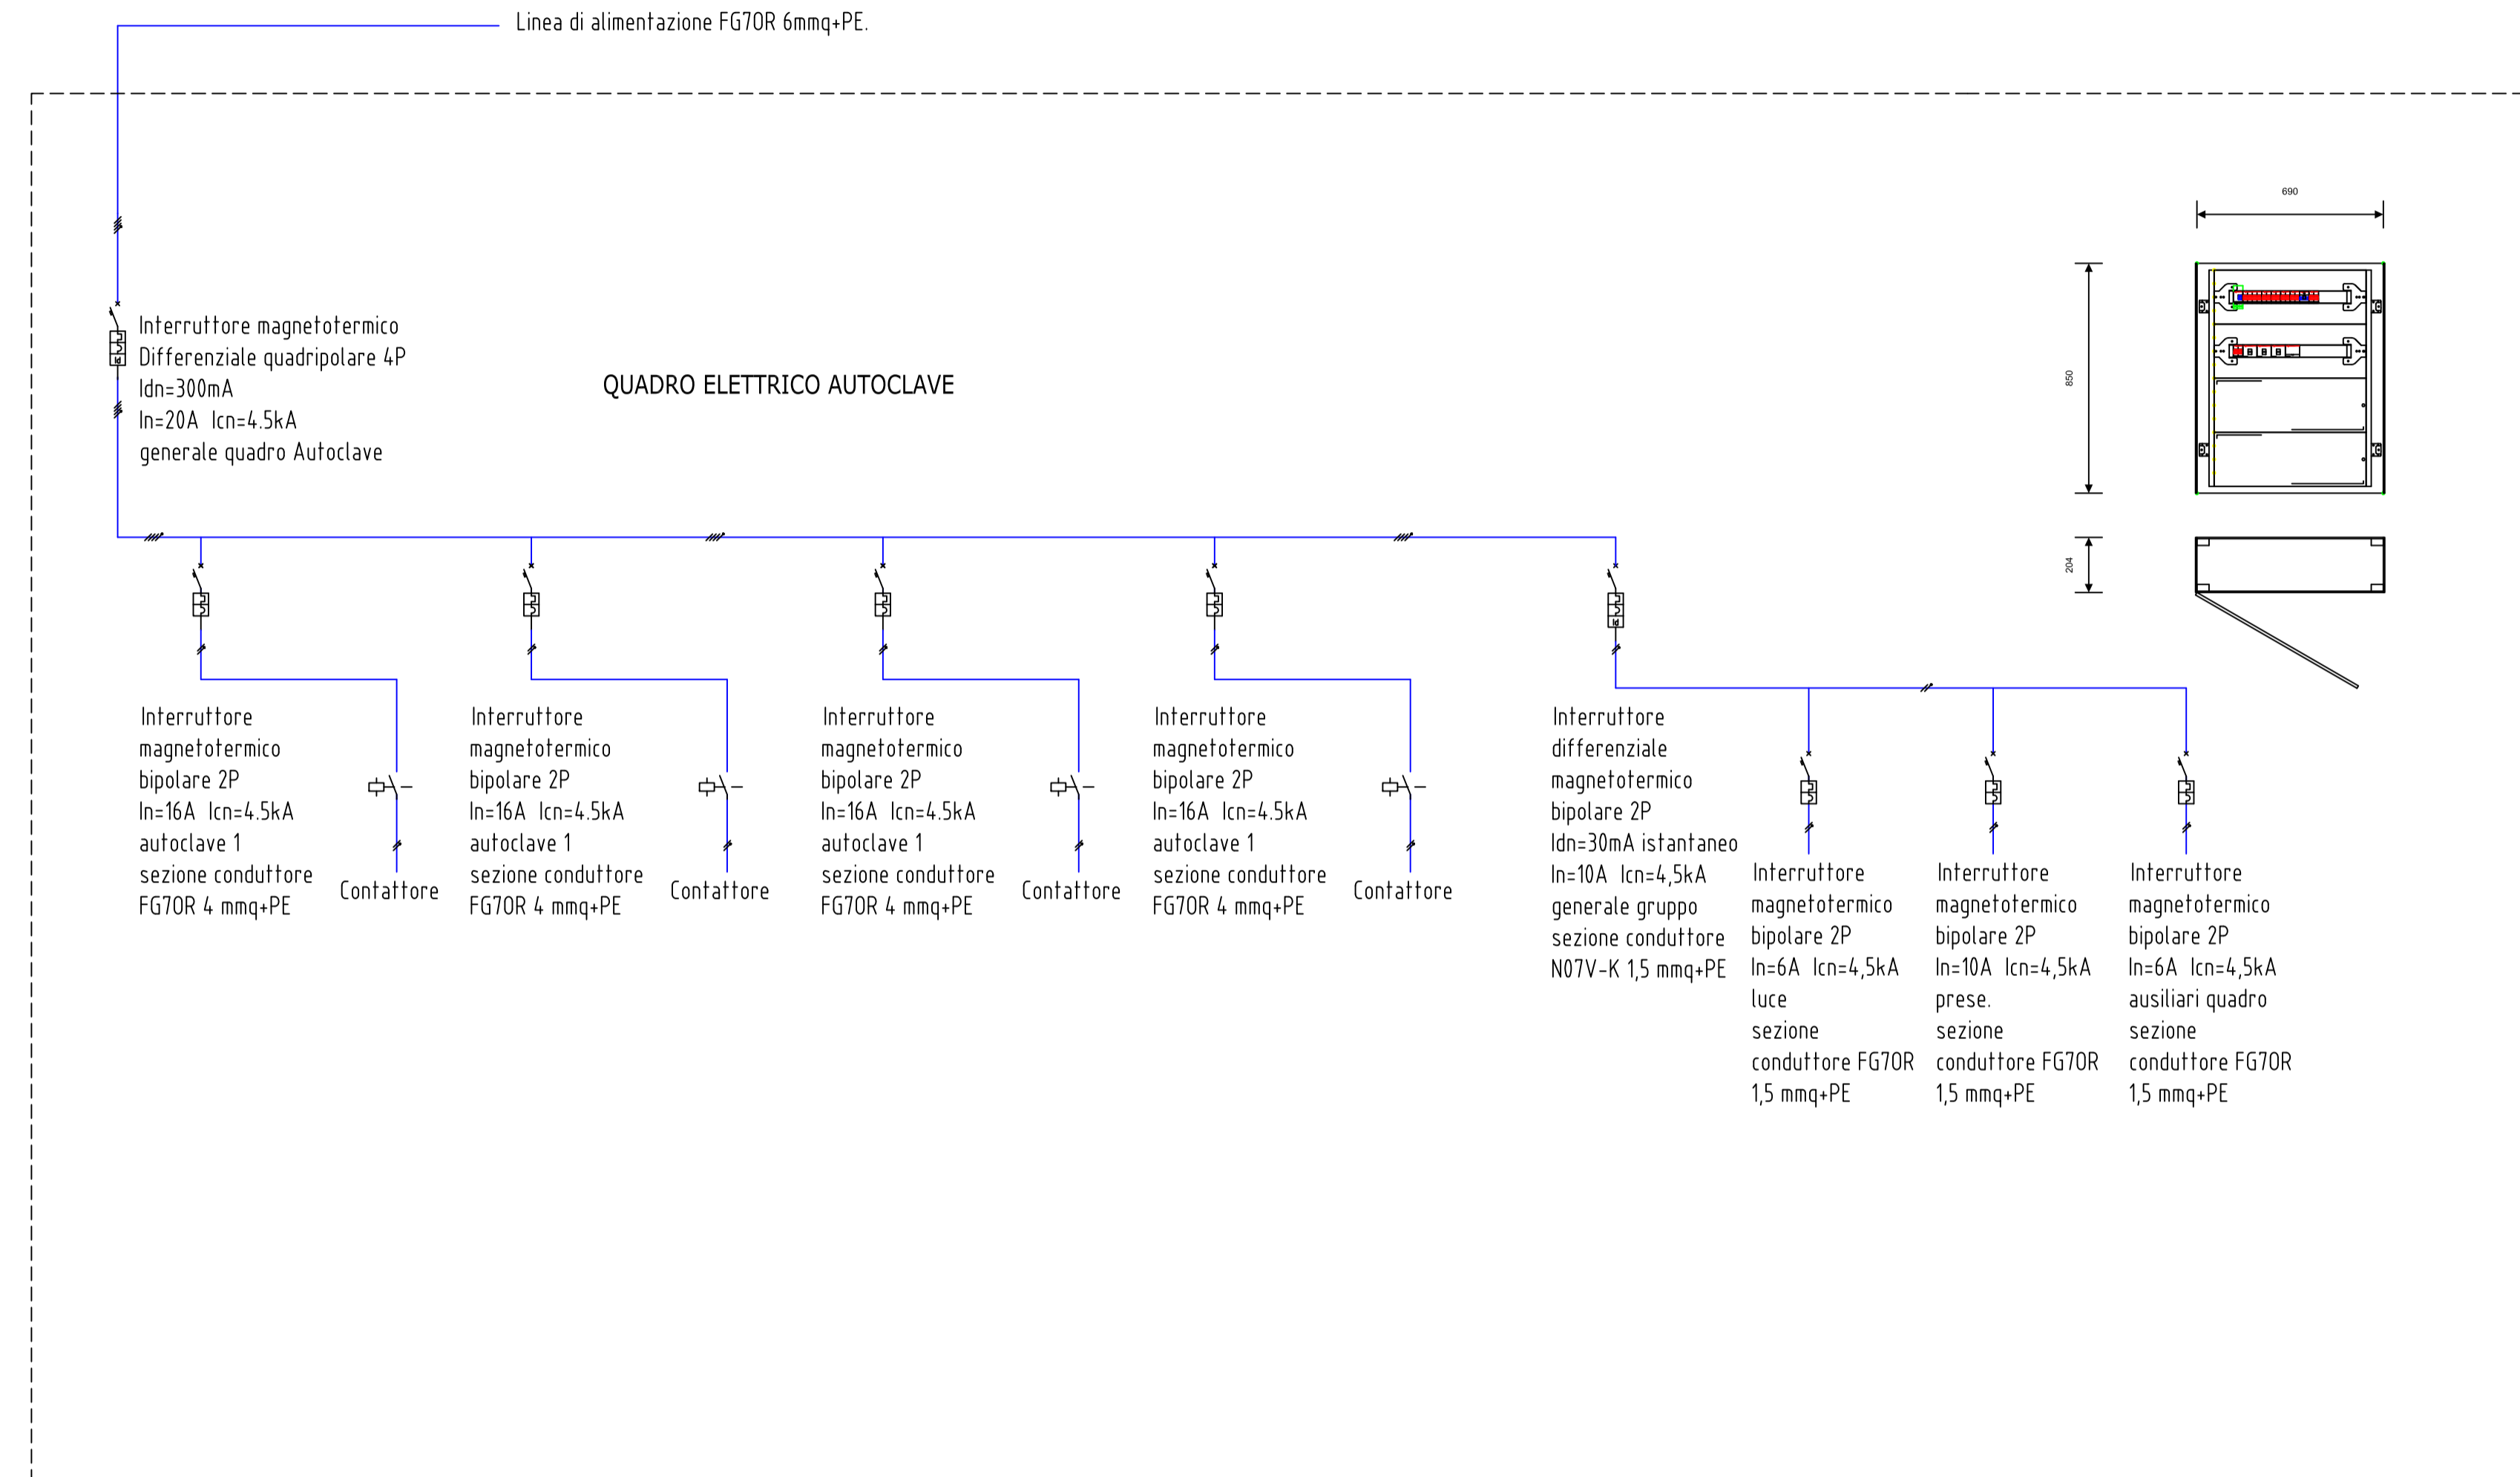 Linea di alimentazione FG7OR 6mmq+PE.
690
Interruttore magnetotermico
Differenziale quadripolare 4P
Idn=300mA
In=20A Icn=4.5kA
generale quadro Autoclave
Id
QUADRO ELETTRICO AUTOCLAVE
850
204
Id
Interruttore
magnetotermico
bipolare 2P
In=16A Icn=4.5kA
autoclave 1
sezione conduttore
FG7OR 4 mmq+PE
Contattore
Interruttore
magnetotermico
bipolare 2P
In=16A Icn=4.5kA
autoclave 1
sezione conduttore
FG7OR 4 mmq+PE
Contattore
Interruttore
magnetotermico
bipolare 2P
In=16A Icn=4.5kA
autoclave 1
sezione conduttore
FG7OR 4 mmq+PE
Contattore
Interruttore
magnetotermico
bipolare 2P
In=16A Icn=4.5kA
autoclave 1
sezione conduttore
FG7OR 4 mmq+PE
Contattore
Interruttore
differenziale
magnetotermico
bipolare 2P
Idn=30mA istantaneo
In=10A Icn=4,5kA
generale gruppo
sezione conduttore
N07V-K 1,5 mmq+PE
Interruttore
magnetotermico
bipolare 2P
In=6A Icn=4,5kA
luce
sezione
conduttore FG7OR
1,5 mmq+PE
Interruttore
magnetotermico
bipolare 2P
In=10A Icn=4,5kA
prese.
sezione
conduttore FG7OR
1,5 mmq+PE
Interruttore
magnetotermico
bipolare 2P
In=6A Icn=4,5kA
ausiliari quadro
sezione
conduttore FG7OR
1,5 mmq+PE